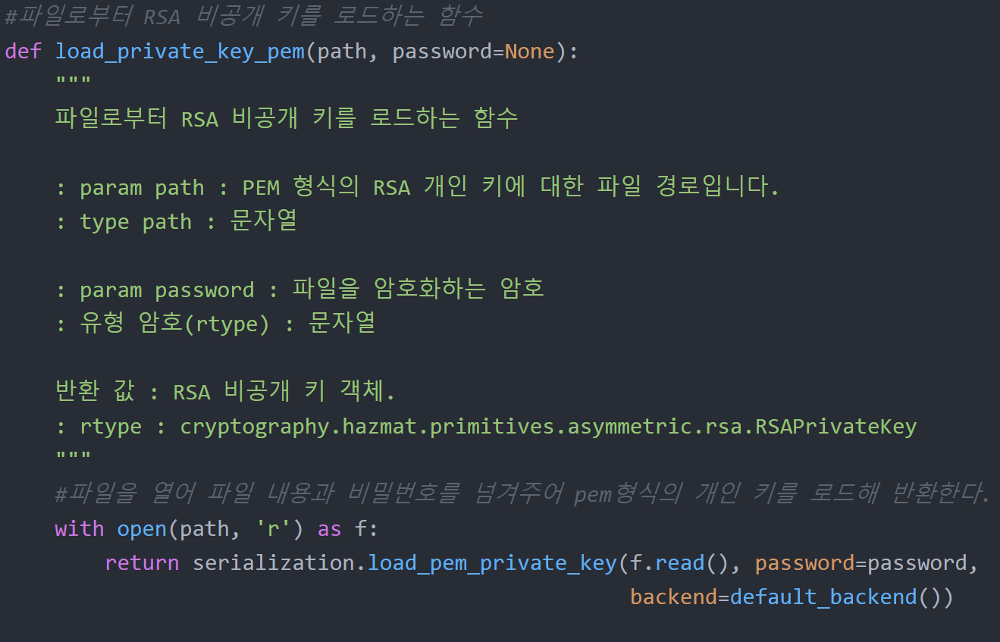 #파일로부터 RSA 비공개 키를 로드하는 함수
def load_private_key_pem(path, password=None):
"""
파일로부터 RSA 비공개 키를 로드하는 함수
: param path : PEM 형식의 RSA 개인 키에 대한 파일 경로입니다.
: type path : 문자열
: param password : 파일을 암호화하는 암호
: 유형 암호(rtype) : 문자열
반환 값 : RSA 비공개 키 객체.
: rtype : cryptography.hazmat.primitives.asymmetric.rsa.RSAPrivateKey
"""
#파일을 열어 파일 내용과 비밀번호를 넘겨주어 pem형식의 개인 키를 로드해 반환한다.
with open(path, 'r') as f:
return serialization.load_pem_private_key(f.read(), password=password,
backend=default_backend())